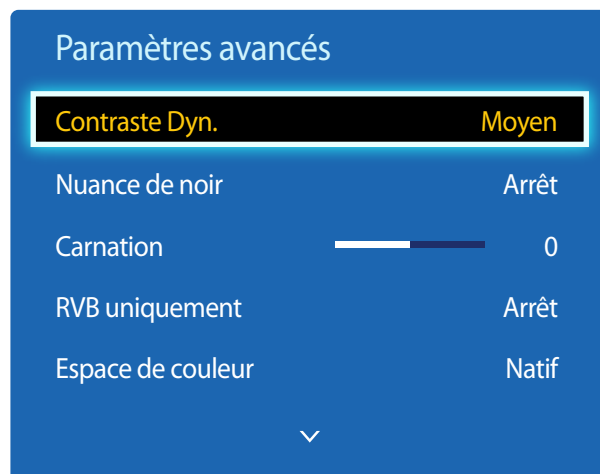 Paramètres avancés
Contraste Dyn. Moyen
Nuance de noir Arrêt
Carnation 0
RVB uniquement Arrêt
Espace de couleur Natif